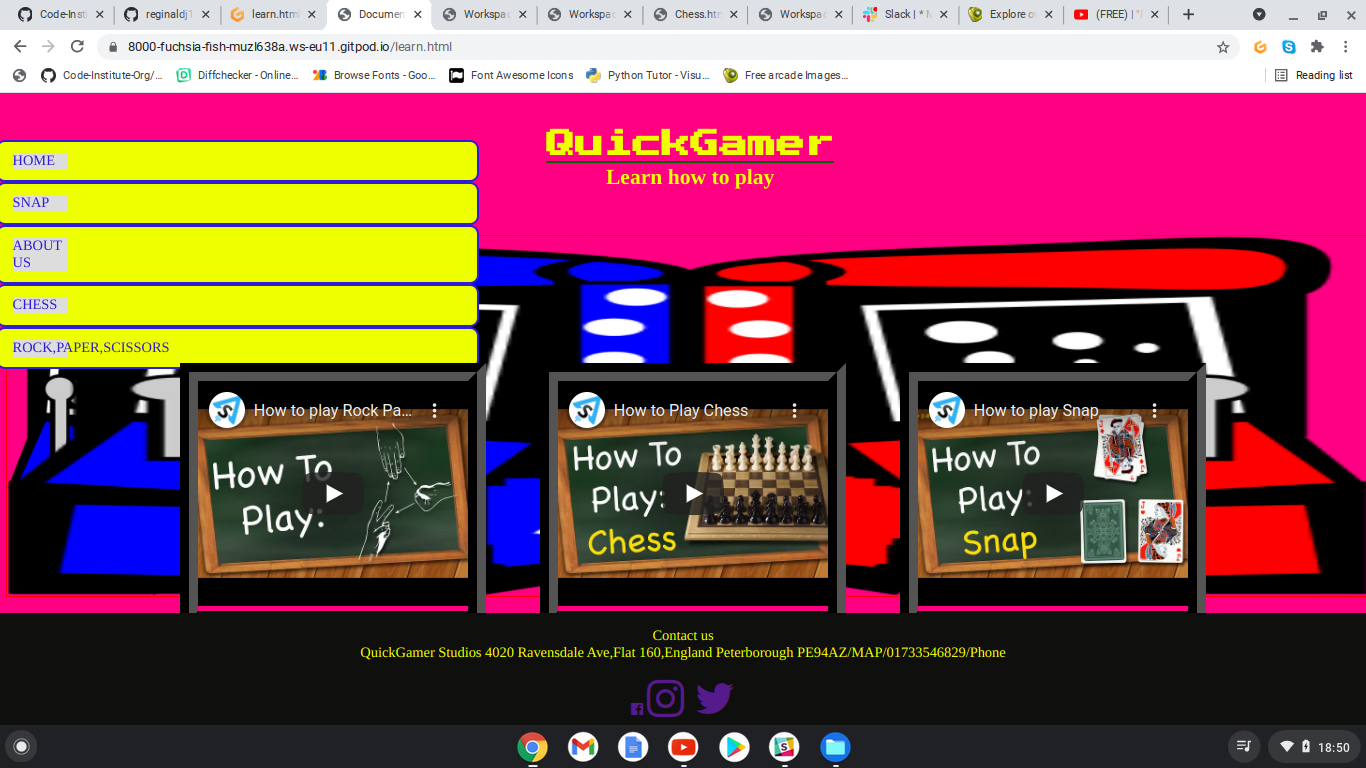 Code-Inst
reginaldj1
learn.html
Documen
Workspac
Workspac
Chess.htm
Workspac
Slack | * M
Explore o
(FREE) | "F
8000-fuchsia-fish-muzl638a.ws-eu11.gitpod.io/learn.html
Code-Institute-Org/...
Diffchecker - Online...
Browse Fonts - Goo...
Font Awesome Icons
Python Tutor - Visu...
Free arcade Images...
Reading list
QuickGamer
Learn how to play
HOME
SNAP
ABOUT
US
CHESS
ROCK,PAPER,SCISSORS
How to play Rock Pa...
How To
Play:
How to Play Chess
How To
Play:
Chess
How to play Snap
How To
Play:
Snap
Contact us
QuickGamer Studios 4020 Ravensdale Ave,Flat 160,England Peterborough PE94AZ/MAP/01733546829/Phone
18:50